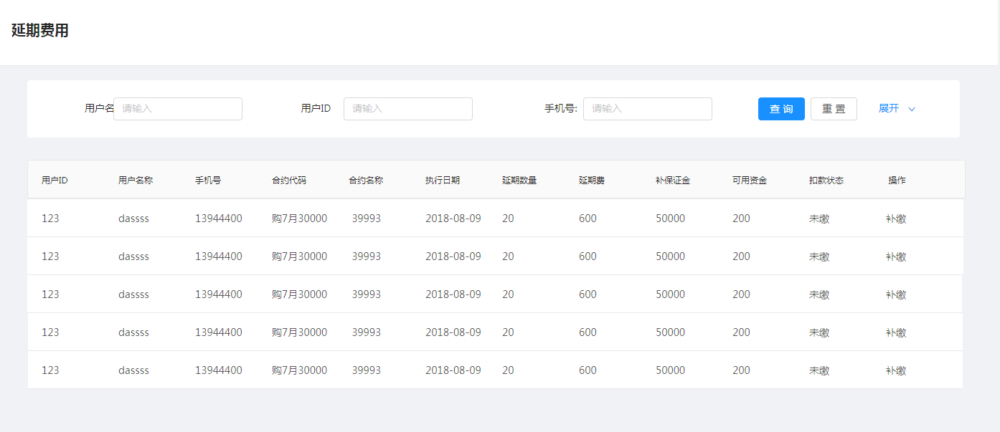 延期费用
用户名 请输入 用户ID 请输入 手机号: 请输入 查 询 重 置 展开
用户ID 用户名称 手机号 合约代码 合约名称 执行日期 延期数量 延期费 补保证金 可用资金 扣款状态 操作
123 dassss 13944400 购7月30000 39993 2018-08-09 20 600 50000 200 未缴 补缴
123 dassss 13944400 购7月30000 39993 2018-08-09 20 600 50000 200 未缴 补缴
123 dassss 13944400 购7月30000 39993 2018-08-09 20 600 50000 200 未缴 补缴
123 dassss 13944400 购7月30000 39993 2018-08-09 20 600 50000 200 未缴 补缴
123 dassss 13944400 购7月30000 39993 2018-08-09 20 600 50000 200 未缴 补缴